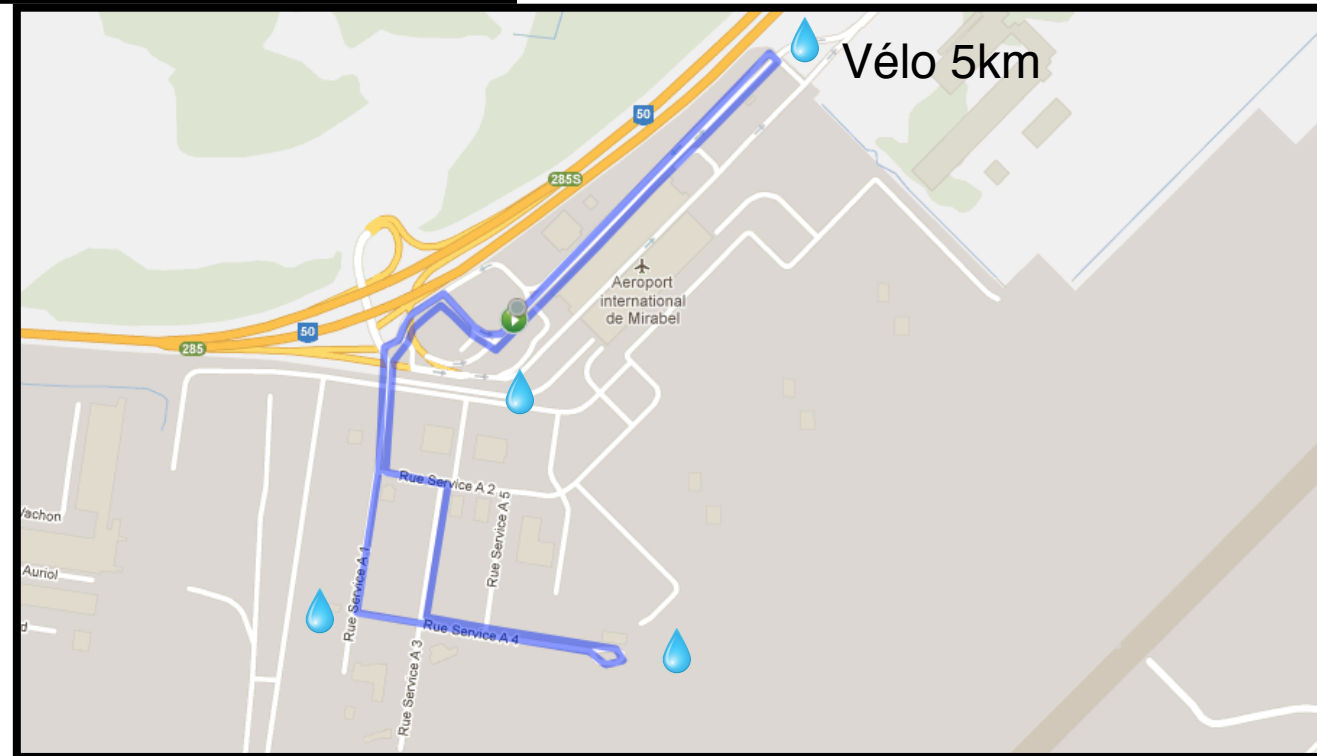 Vélo 5km
50
285S
Aeroport
international
de Mirabel
50
285
Rue Service A 2
Rue Service A 5
Vachon
Auriol
d
Rue Service A 1
Rue Service A 4
Rue Service A 3